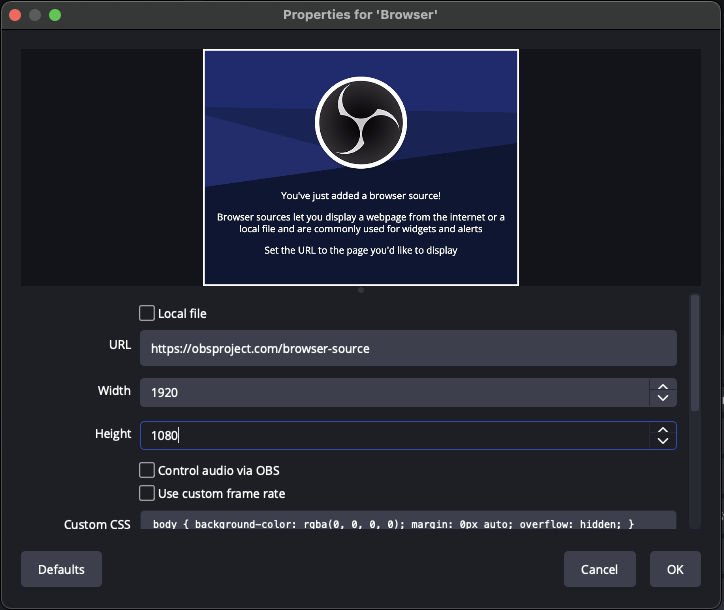 Properties for 'Browser'
You've just added a browser source!
Browser sources let you display a webpage from the internet or a
local file and are commonly used for widgets and alerts
Set the URL to the page you'd like to display
Local file
URL
https://obsproject.com/browser-source
Width
1920
Height
1080
Control audio via OBS
Use custom frame rate
Custom CSS
body { background-color: rgba(0, 0, 0, 0); margin: 0px auto; overflow: hidden; }
Defaults
Cancel
OK